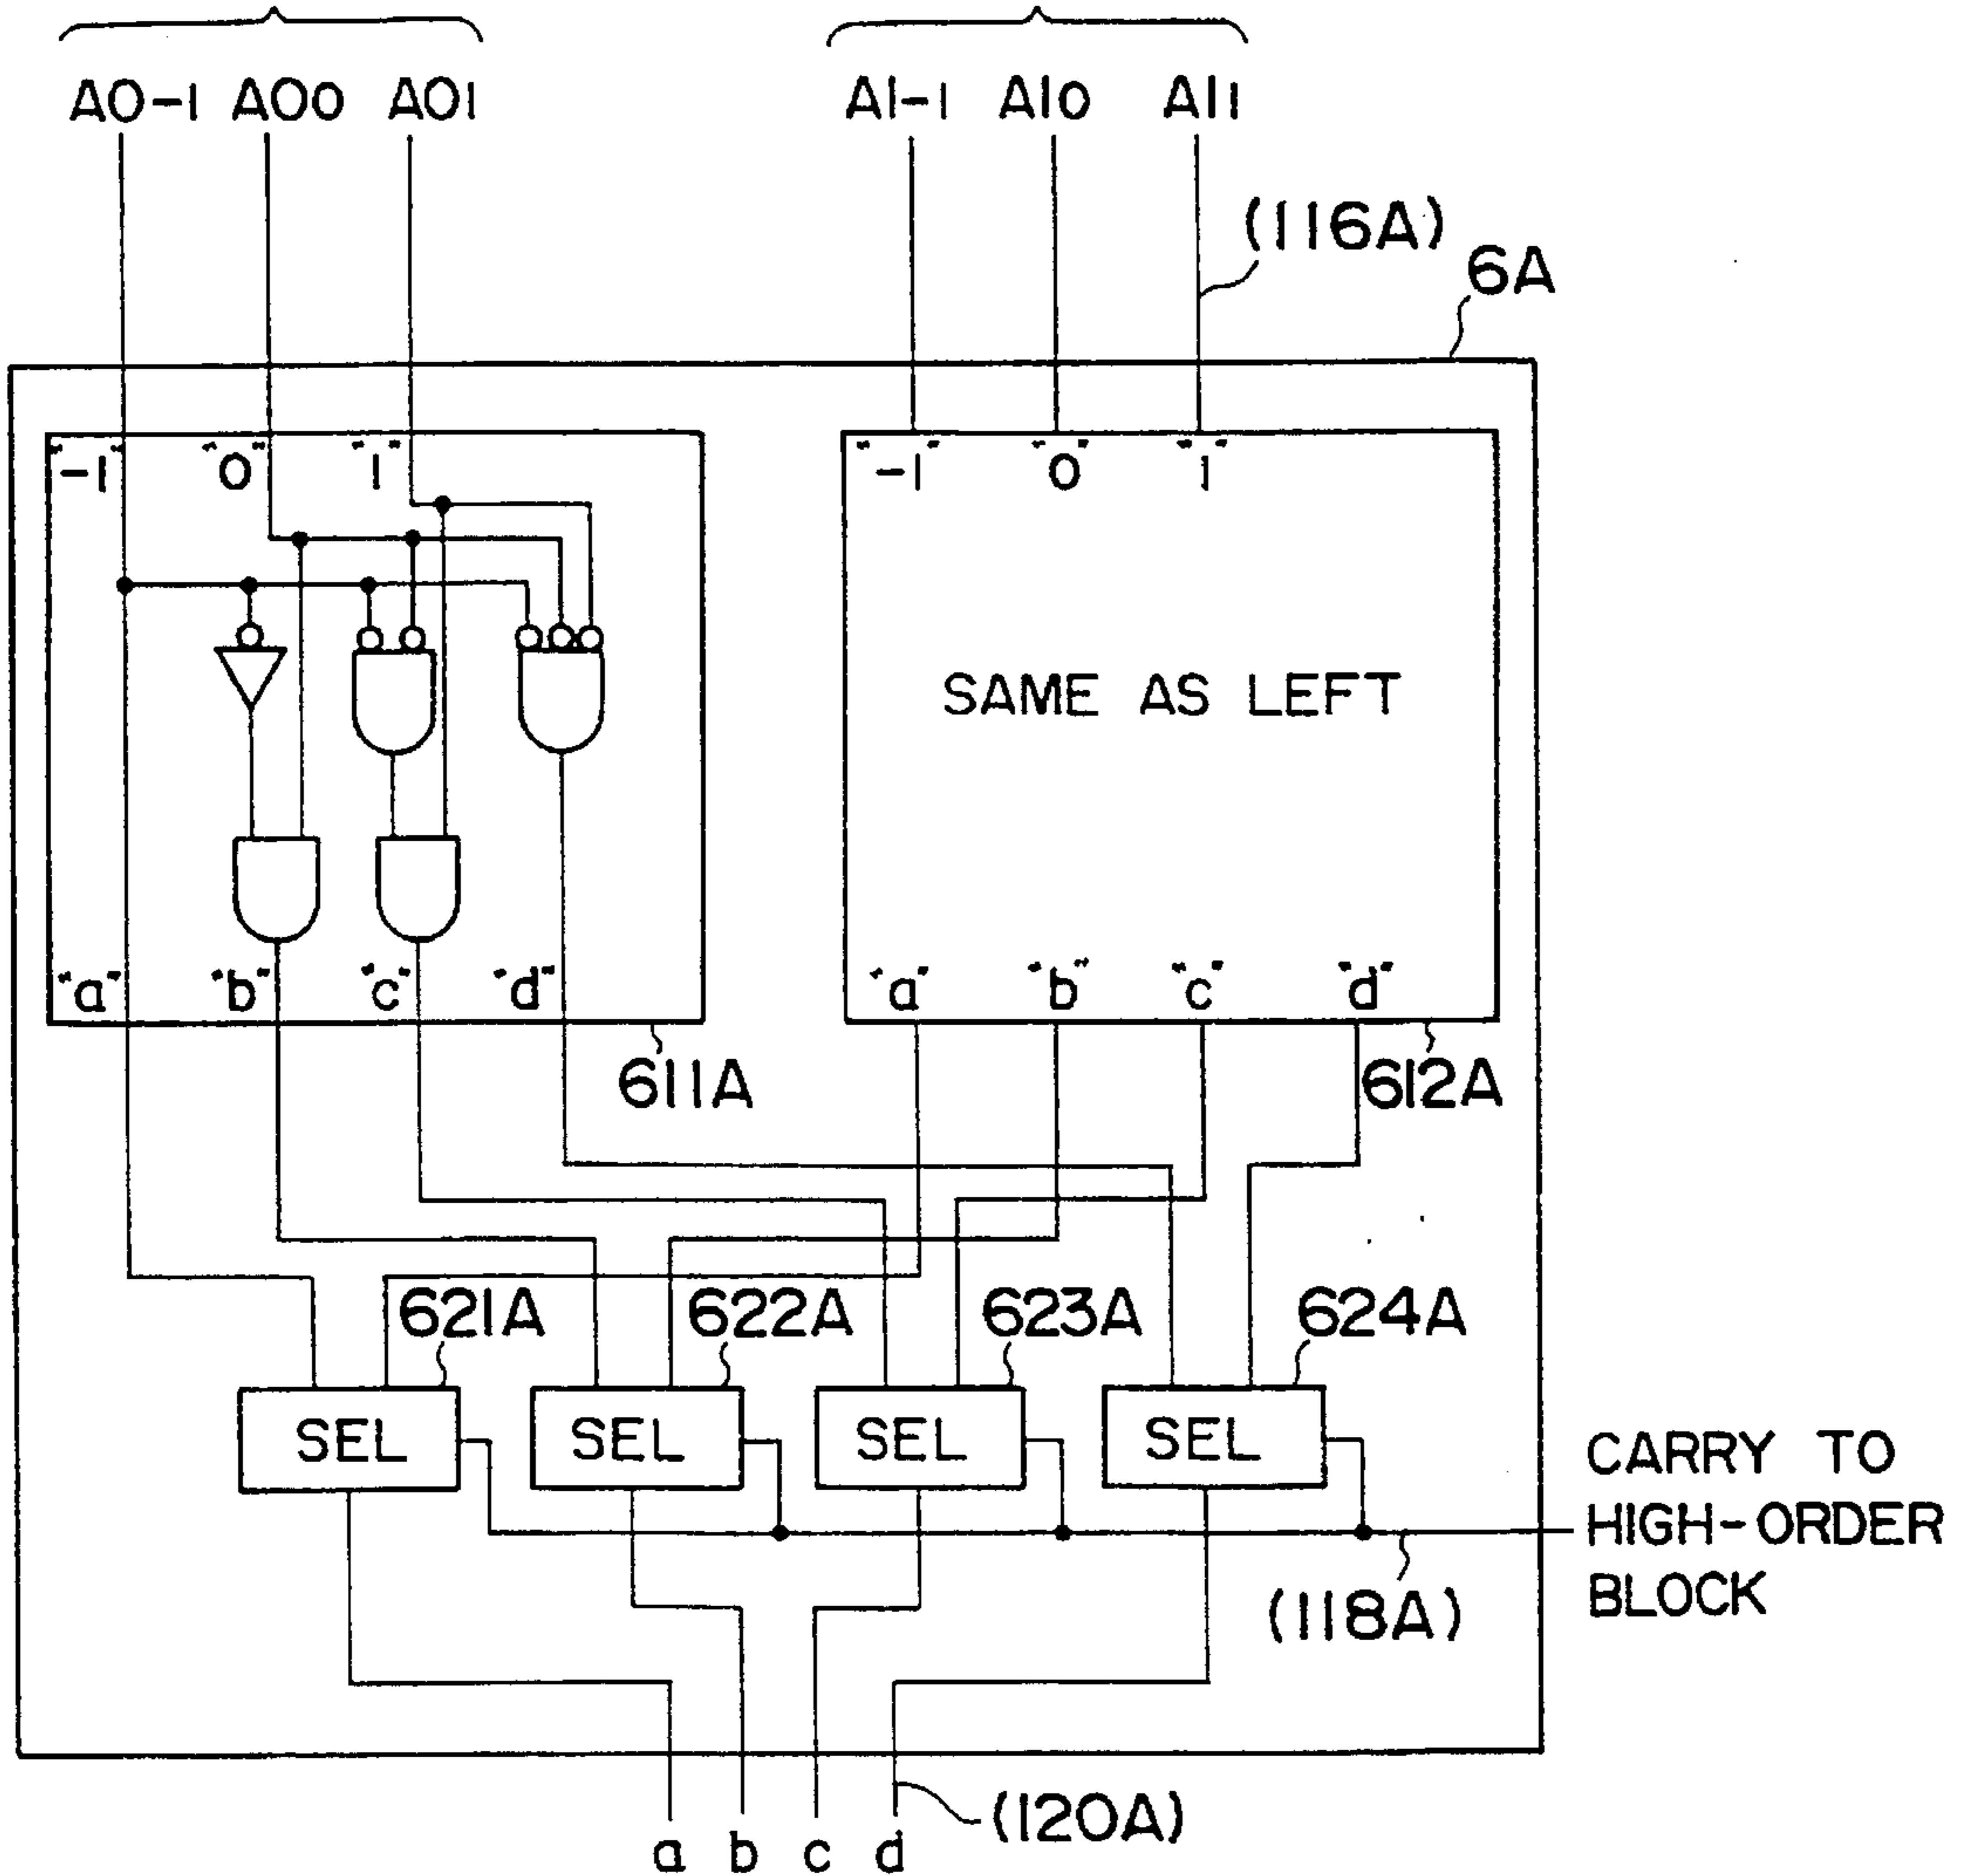 A0-1 A00 A01 A1-1 A10 A11
(116A)
6A
"-1" "0" "1" "-1" "0" "1"
SAME AS LEFT
"a" "b" "c" "d" "a" "b" "c" "d"
611A 612A
621A 622A 623A 624A
SEL SEL SEL SEL
CARRY TO
HIGH-ORDER
BLOCK
(118A)
(120A)
a b c d